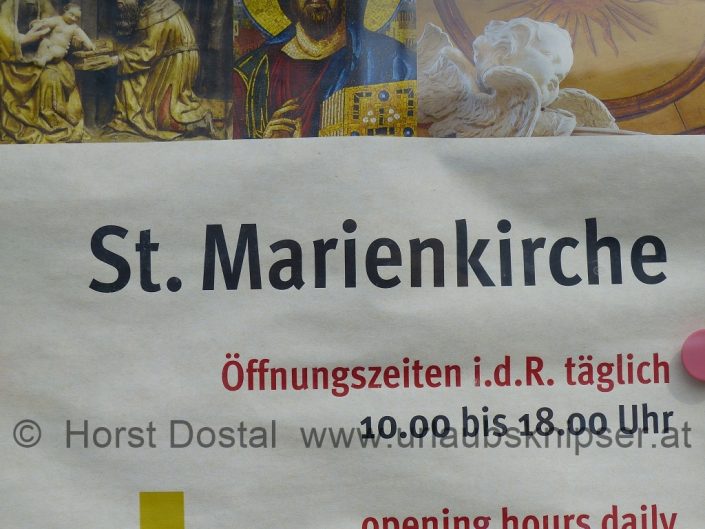 St. Marienkirche
Öffnungszeiten i.d.R. täglich
10.00 bis 18.00 Uhr
© Horst Dostal www.urlaubsknipser.at
opening hours daily